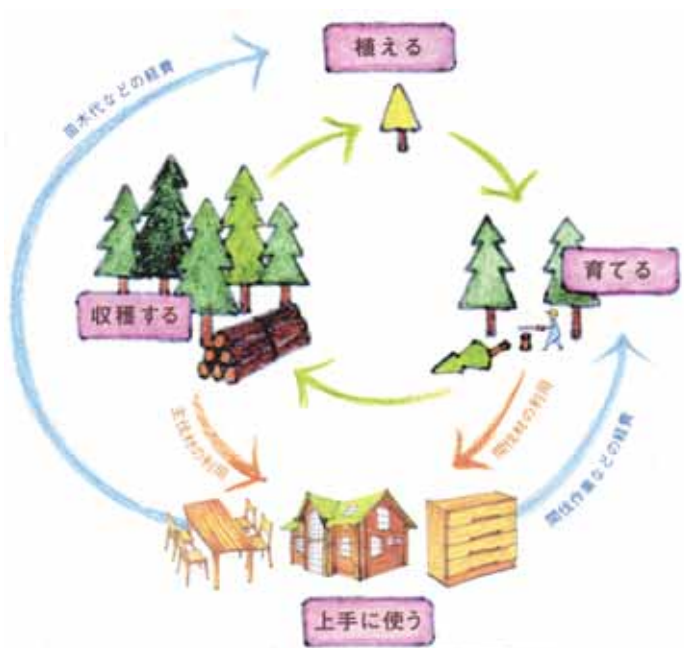 植える
苗木代などの経費
育てる
収穫する
主伐材の利用
間伐材の利用
間伐作業などの経費
上手に使う